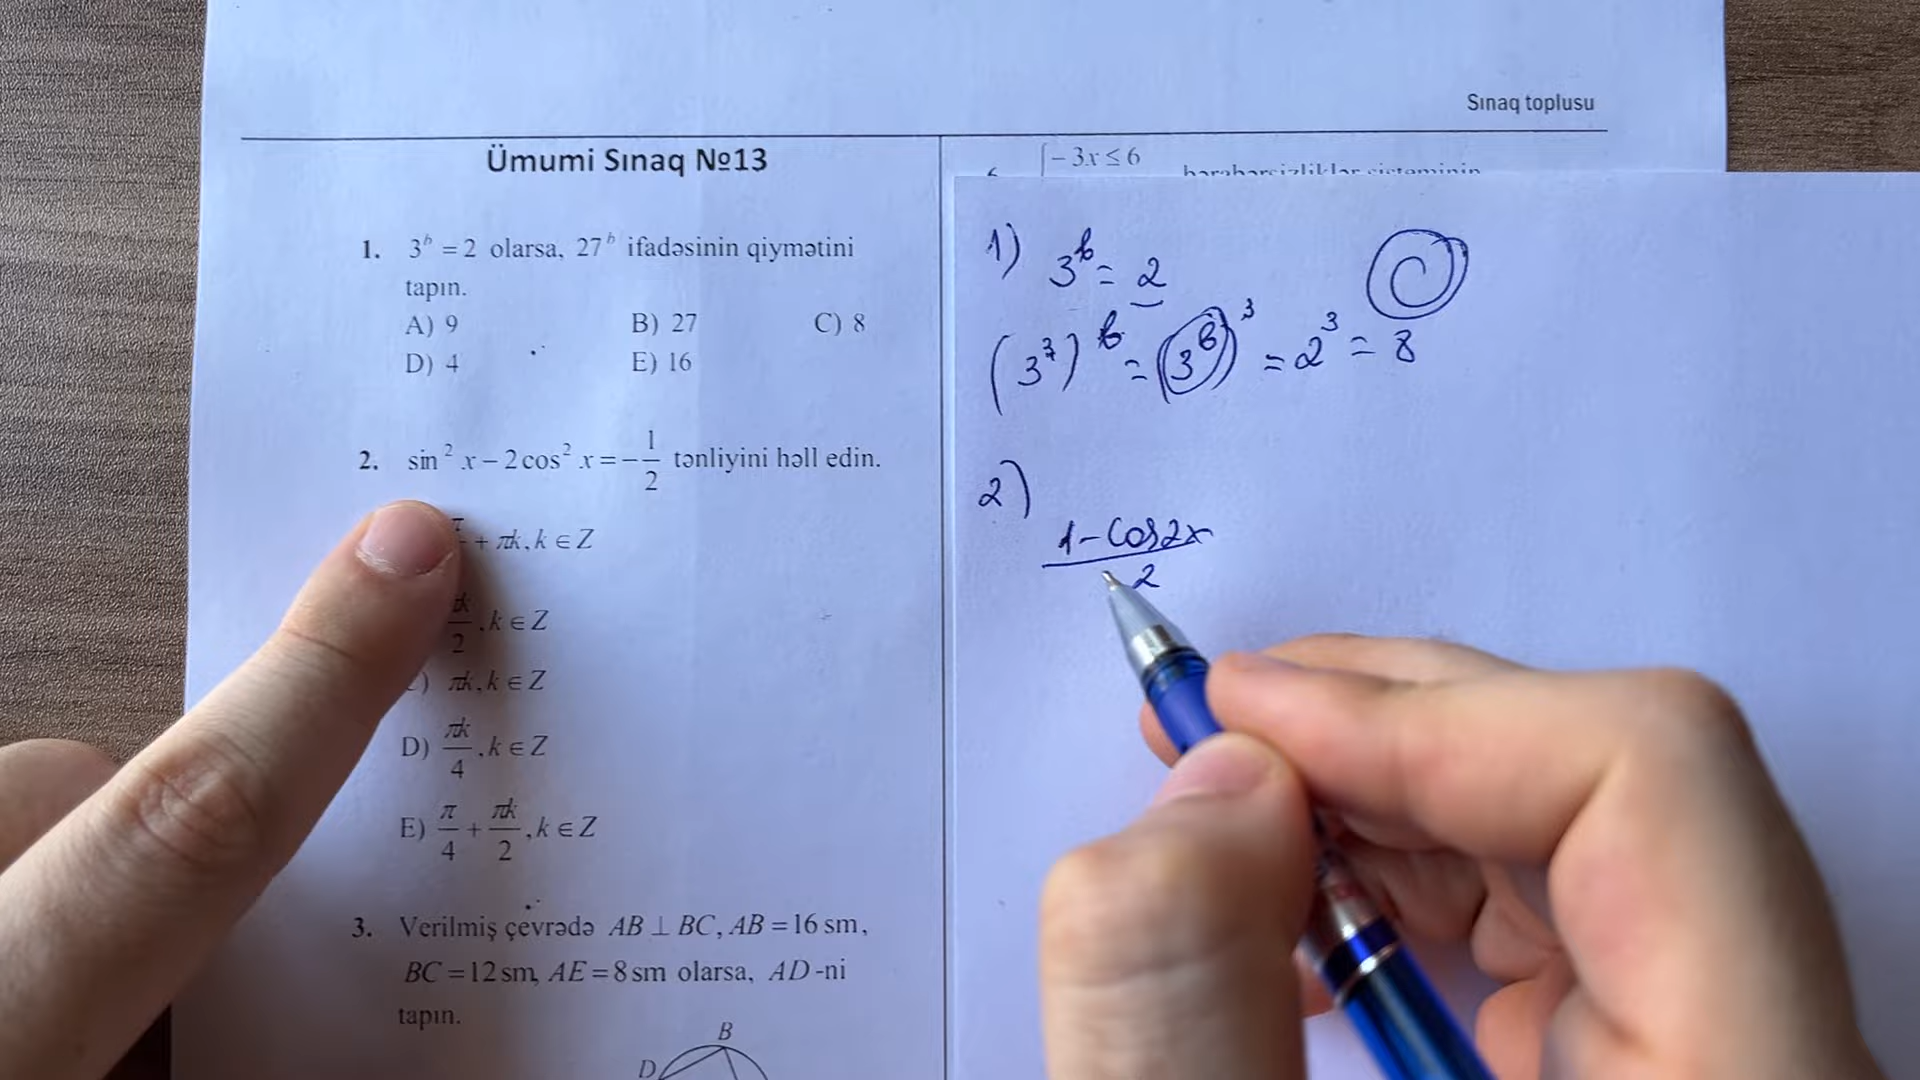 Sınaq toplusu
Ümumi Sınaq №13
1. 3^b = 2 olarsa, 27^b ifadəsinin qiymətini
tapın.
A) 9 B) 27 C) 8
D) 4 E) 16
2. sin² x − 2cos² x = −1/2 tənliyini həll edin.
+ πk, k ∈ Z
πk/2, k ∈ Z
) πk, k ∈ Z
D) πk/4, k ∈ Z
E) π/4 + πk/2, k ∈ Z
3. Verilmiş çevrədə AB ⊥ BC, AB = 16 sm,
BC = 12 sm, AE = 8 sm olarsa, AD-ni
tapın.
B
D
− 3x ≤ 6
1) 3^b = 2
C
(3³)^b = (3^b)³ = 2³ = 8
2)
1 − Cos2x
2